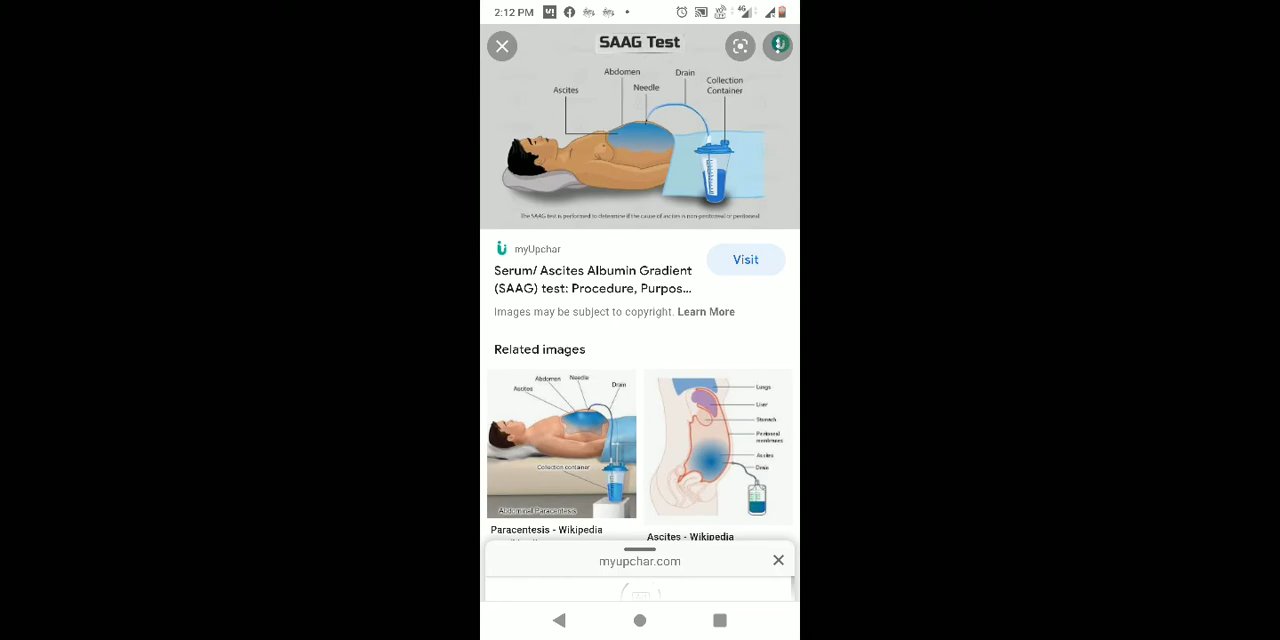 2:12 PM
4G
SAAG Test
Abdomen
Drain
Needle
Collection
Container
Ascites
The SAAG test is performed to determine if the cause of ascites is non-peritoneal or peritoneal
myUpchar
Serum/ Ascites Albumin Gradient
(SAAG) test: Procedure, Purpos...
Visit
Images may be subject to copyright. Learn More
Related images
Abdomen
Needle
Ascites
Drain
Collection container
Abdominal Paracentesis
Lungs
Liver
Stomach
Peritoneal
membranes
Ascites
Drain
Paracentesis - Wikipedia
Ascites - Wikipedia
myupchar.com